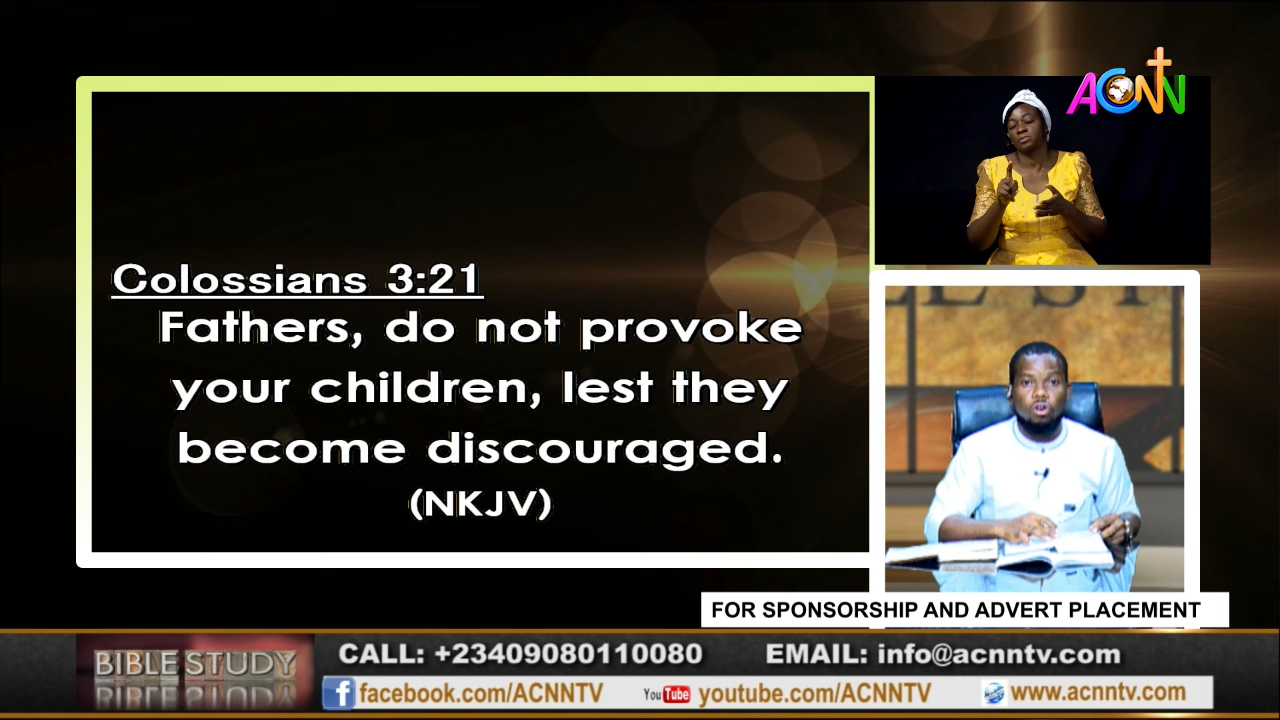 ACNN
Colossians 3:21
Fathers, do not provoke
your children, lest they
become discouraged.
(NKJV)
FOR SPONSORSHIP AND ADVERT PLACEMENT
BIBLE STUDY
CALL: +23409080110080
EMAIL: info@acnntv.com
facebook.com/ACNNTV
YouTube youtube.com/ACNNTV
www.acnntv.com